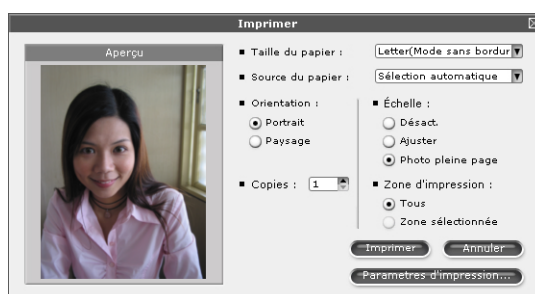 Imprimer
Aperçu
Taille du papier :
Letter(Mode sans bordur
Source du papier :
Sélection automatique
Orientation :
Portrait
Paysage
Échelle :
Désact.
Ajuster
Photo pleine page
Copies :
1
Zone d'impression :
Tous
Zone sélectionnée
Imprimer
Annuler
Parametres d'impression...